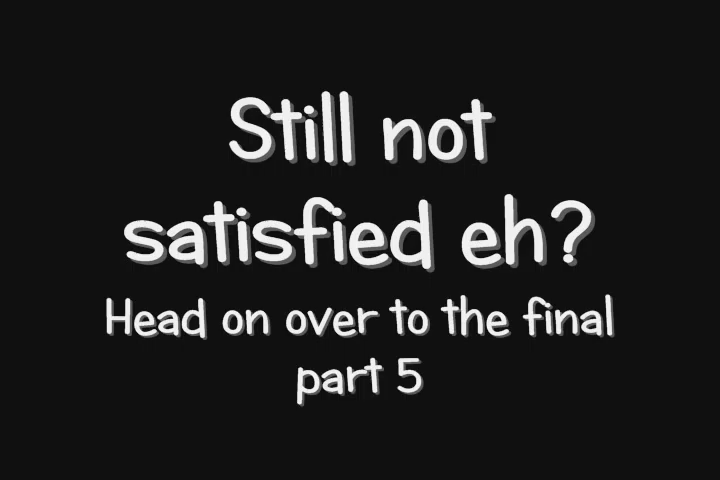 Still not
satisfied eh?
Head on over to the final
part 5